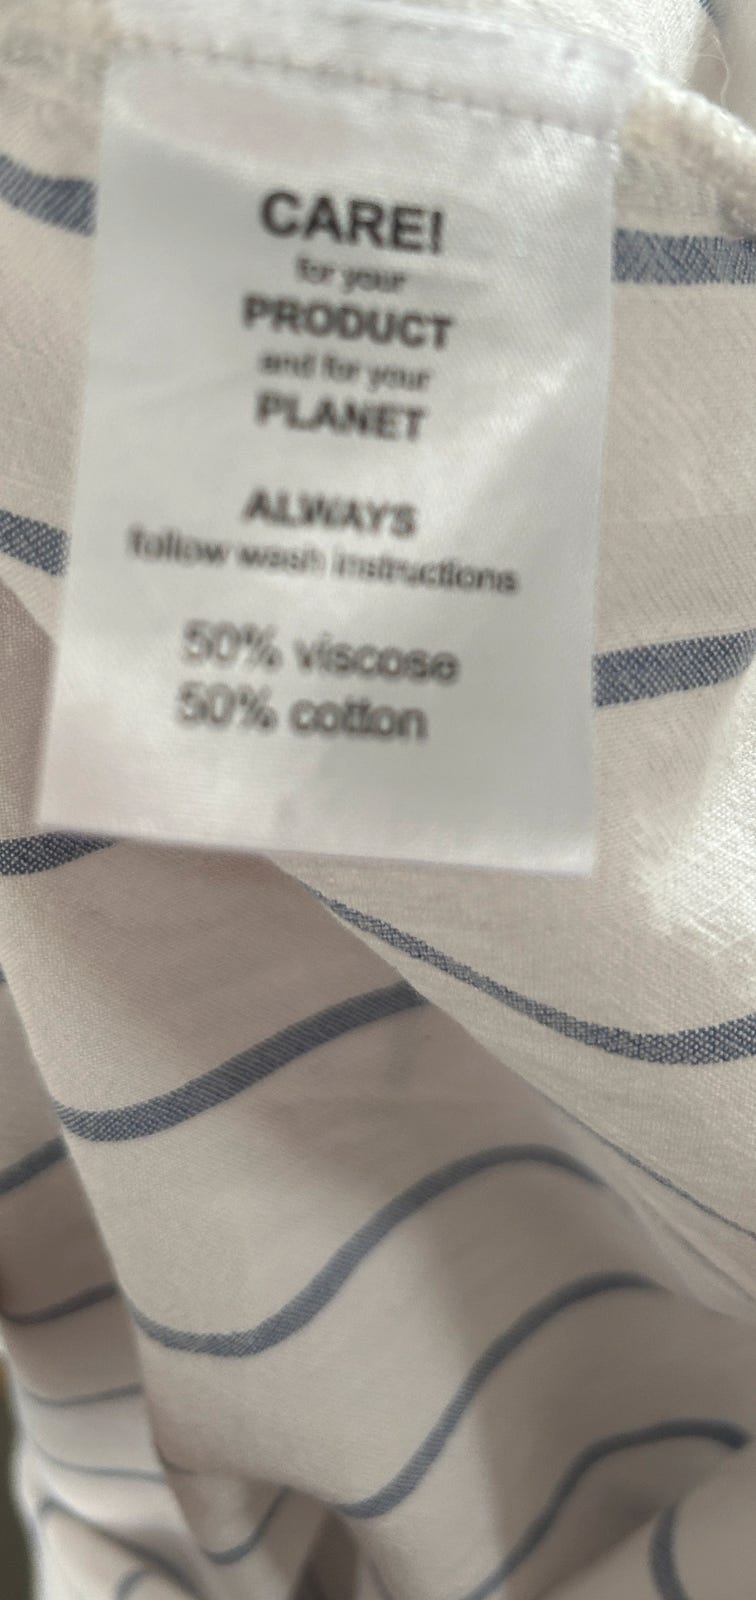 CARE!
for your
PRODUCT
and for your
PLANET
ALWAYS
follow wash instructions
50% viscose
50% cotton